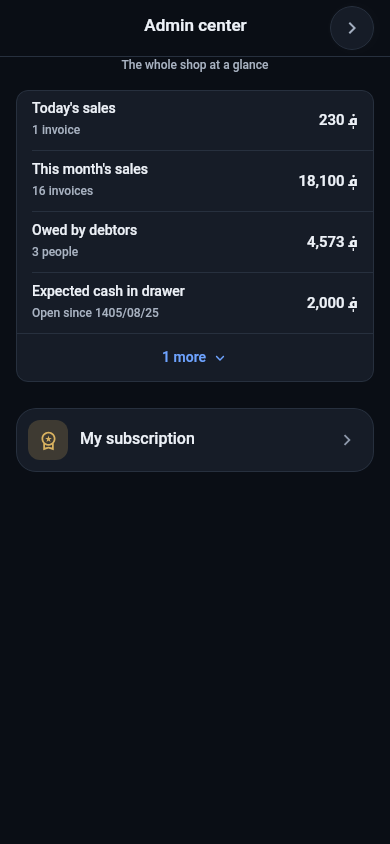 Admin center
The whole shop at a glance
Today's sales
230 ؋
1 invoice
This month's sales
18,100 ؋
16 invoices
Owed by debtors
4,573 ؋
3 people
Expected cash in drawer
2,000 ؋
Open since 1405/08/25
1 more
My subscription